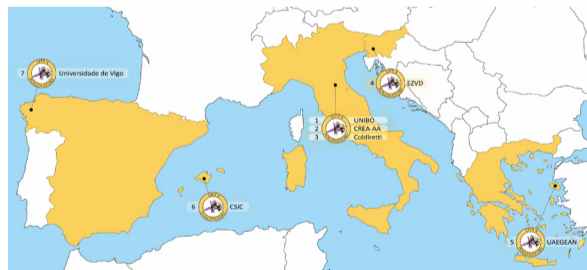 7 Universidade de Vigo
4 EZVD
1 UNIBO
2 CREA-AA
3 Coldiretti
6 CSIC
5 UAEGEAN